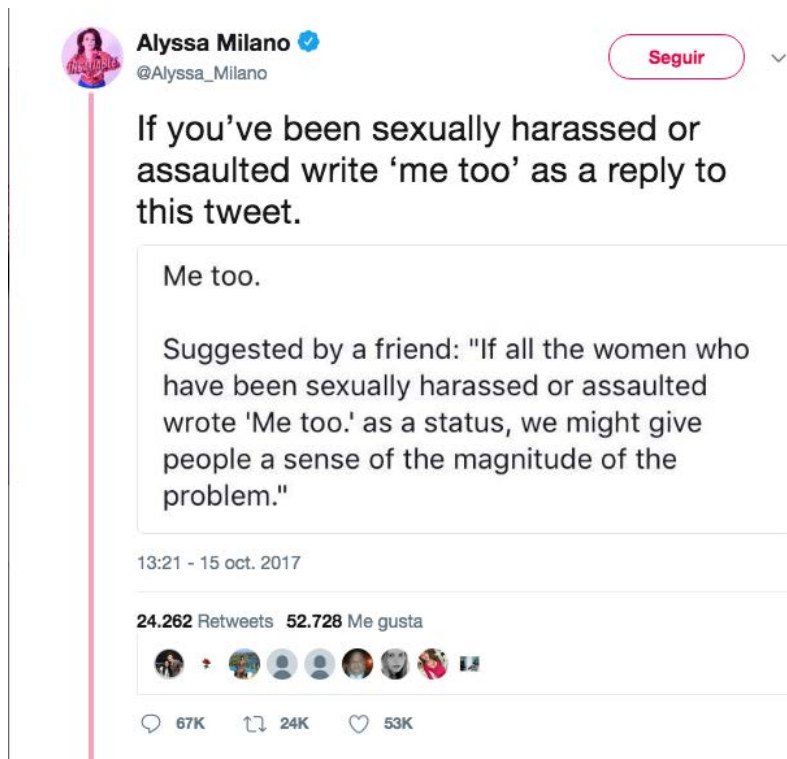 Alyssa Milano
@Alyssa_Milano
Seguir
If you’ve been sexually harassed or
assaulted write ‘me too’ as a reply to
this tweet.
Me too.
Suggested by a friend: "If all the women who
have been sexually harassed or assaulted
wrote 'Me too.' as a status, we might give
people a sense of the magnitude of the
problem."
13:21 - 15 oct. 2017
24.262 Retweets 52.728 Me gusta
67K 24K 53K